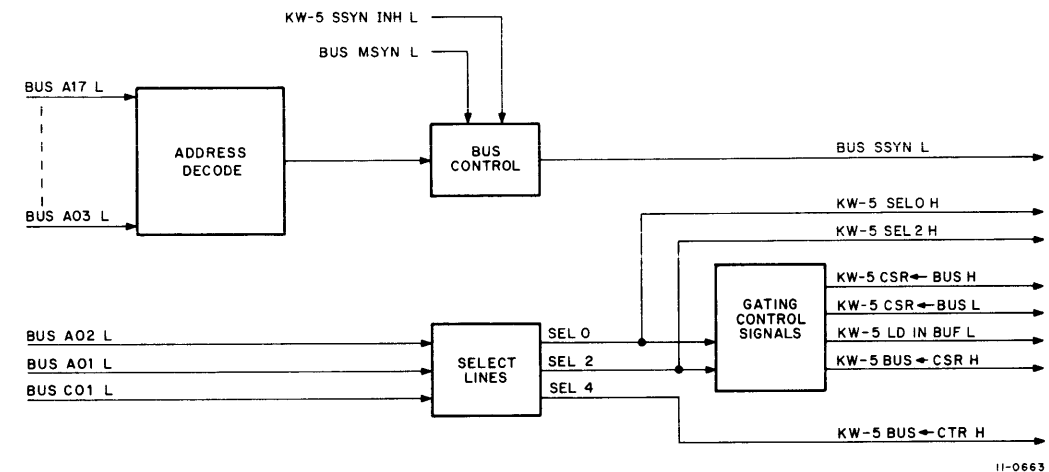 KW-5 SSYN INH L
BUS MSYN L
BUS A17 L
ADDRESS
DECODE
BUS
CONTROL
BUS SSYN L
BUS A03 L
KW-5 SEL0 H
KW-5 SEL 2 H
GATING
CONTROL
SIGNALS
KW-5 CSR←BUS H
KW-5 CSR←BUS L
KW-5 LD IN BUF L
KW-5 BUS←CSR H
BUS A02 L
BUS A01 L
BUS C01 L
SELECT
LINES
SEL 0
SEL 2
SEL 4
KW-5 BUS←CTR H
11-0663